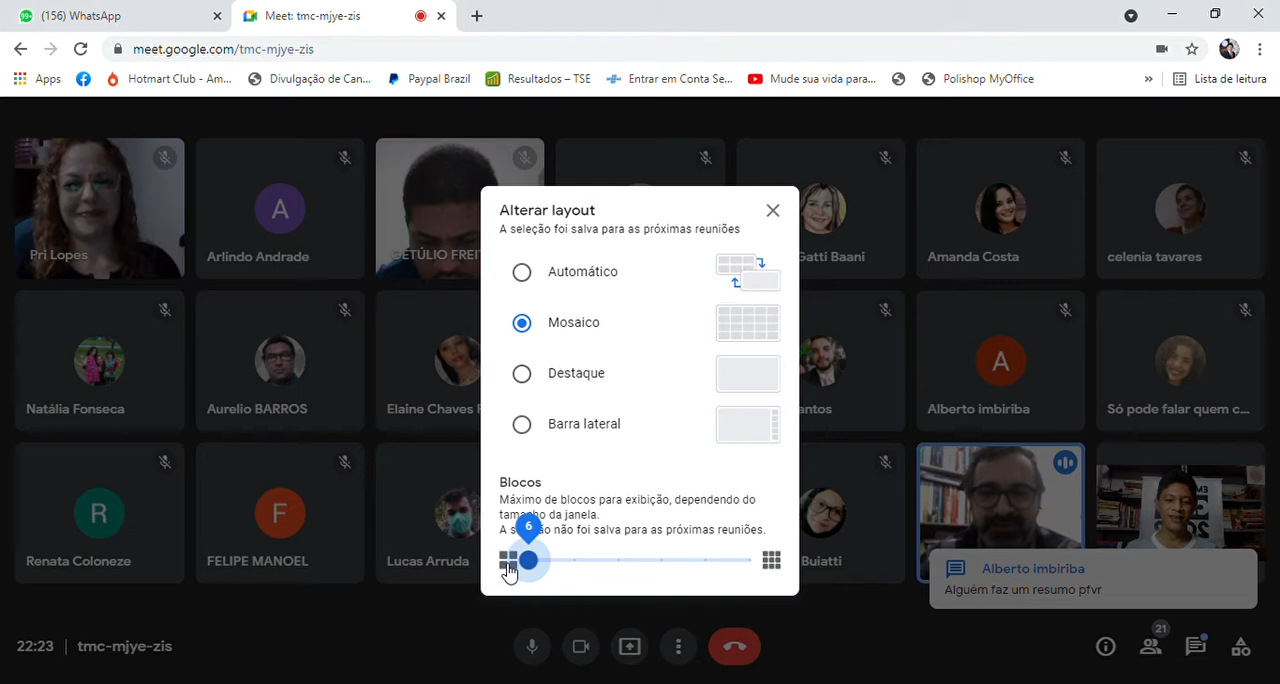 (156) WhatsApp
Meet: tmc-mjye-zis
meet.google.com/tmc-mjye-zis
Apps
Hotmart Club - Am...
Divulgação de Can...
Paypal Brazil
Resultados – TSE
Entrar em Conta Se...
Mude sua vida para...
Polishop MyOffice
»
Lista de leitura
Pri Lopes
A
Arlindo Andrade
GETÚLIO FREI
Gatti Baani
Amanda Costa
celenia tavares
Alterar layout
A seleção foi salva para as próximas reuniões
Automático
Mosaico
Destaque
Barra lateral
Blocos
Máximo de blocos para exibição, dependendo do
tamanho da janela.
A seleção não foi salva para as próximas reuniões.
6
Natália Fonseca
Aurelio BARROS
Elaine Chaves
antos
A
Alberto imbiriba
Só pode falar quem c...
R
Renata Coloneze
F
FELIPE MANOEL
Lucas Arruda
Buiatti
Alberto imbiriba
Alguém faz um resumo pfvr
22:23
tmc-mjye-zis
21